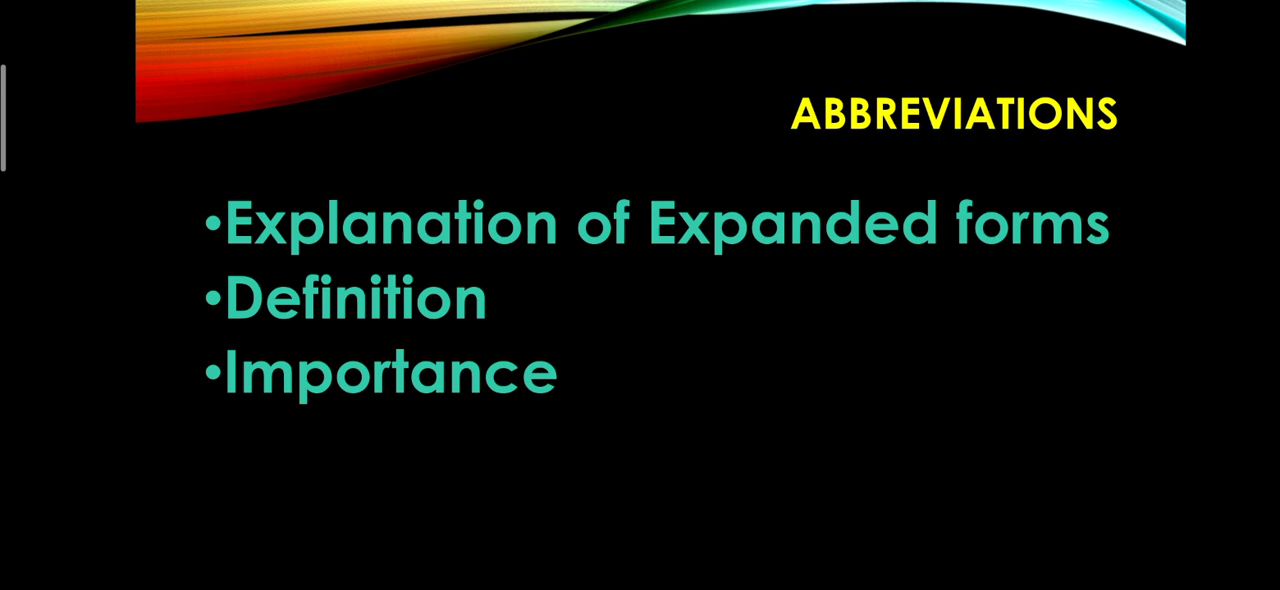 ABBREVIATIONS
•Explanation of Expanded forms
•Definition
•Importance